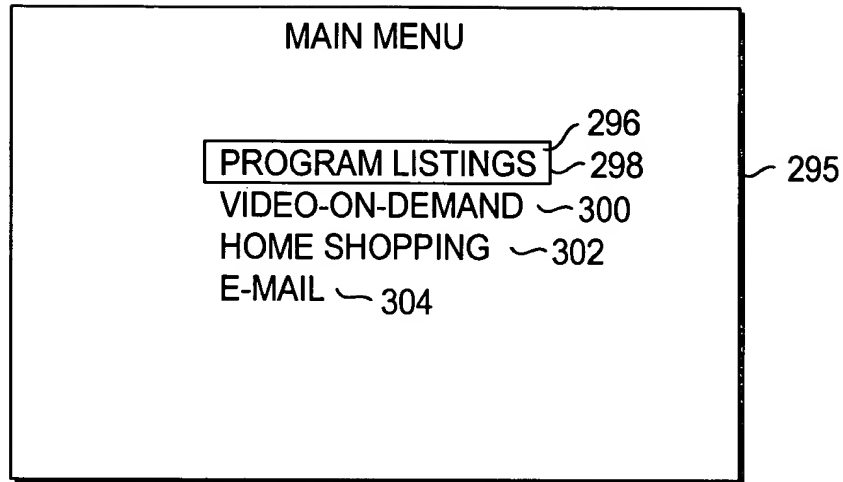 MAIN MENU
296
PROGRAM LISTINGS 298
295
VIDEO-ON-DEMAND 300
HOME SHOPPING 302
E-MAIL 304